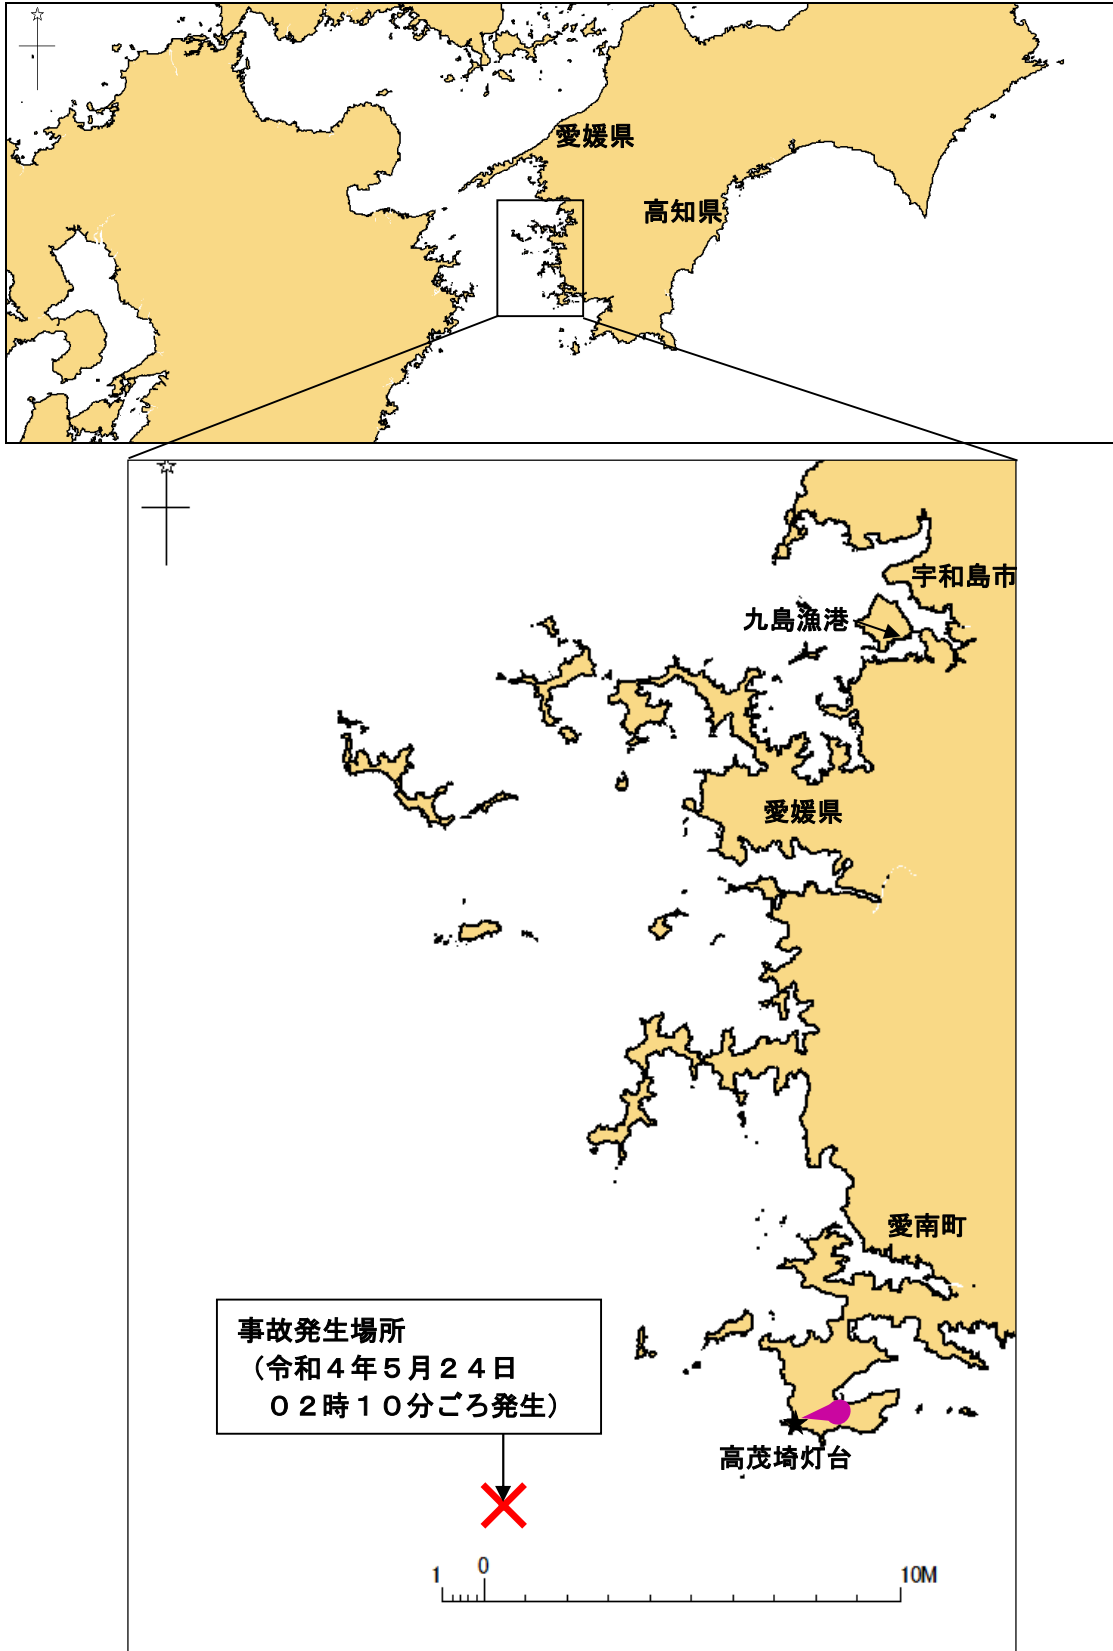 愛媛県
高知県
宇和島市
九島漁港
愛媛県
愛南町
事故発生場所
（令和４年５月２４日
０２時１０分ごろ発生）
高茂埼灯台
1 0 10M